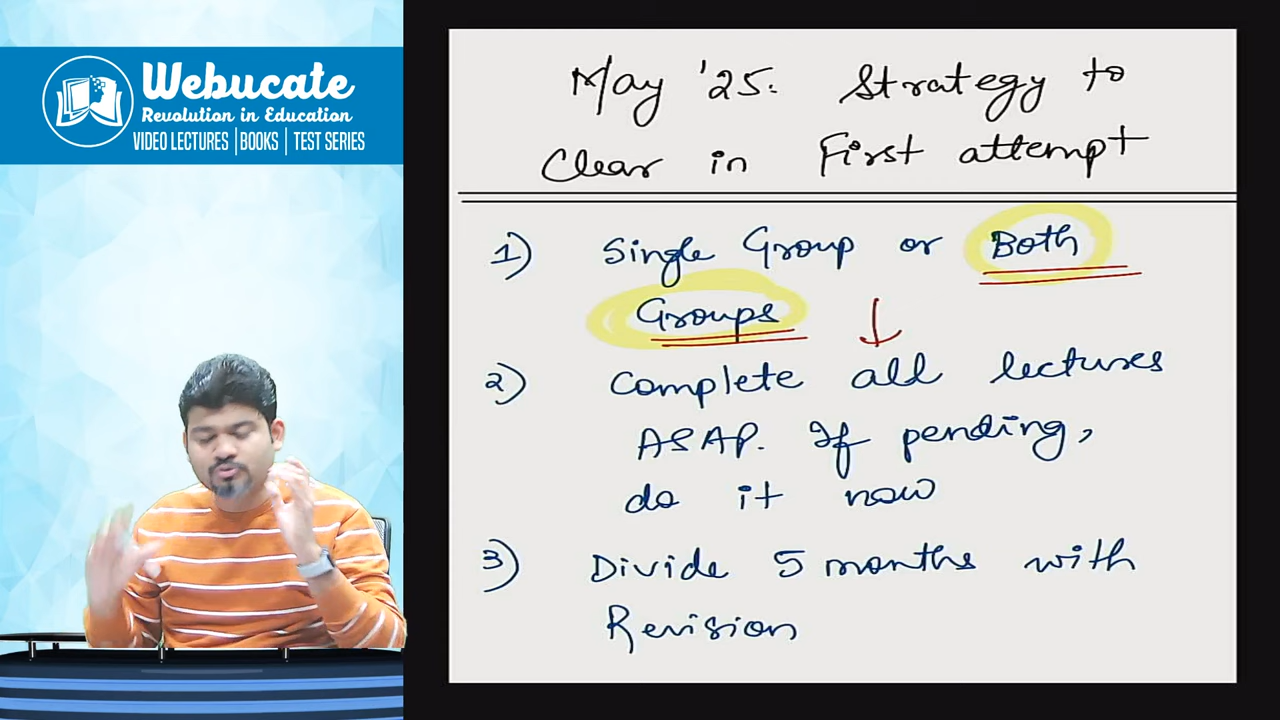 Webucate
Revolution in Education
VIDEO LECTURES | BOOKS | TEST SERIES
May '25: Strategy to
Clear in First attempt
1) Single Group or Both
Groups
2) Complete all lectures
ASAP. If pending,
do it now
3) Divide 5 months with
Revision